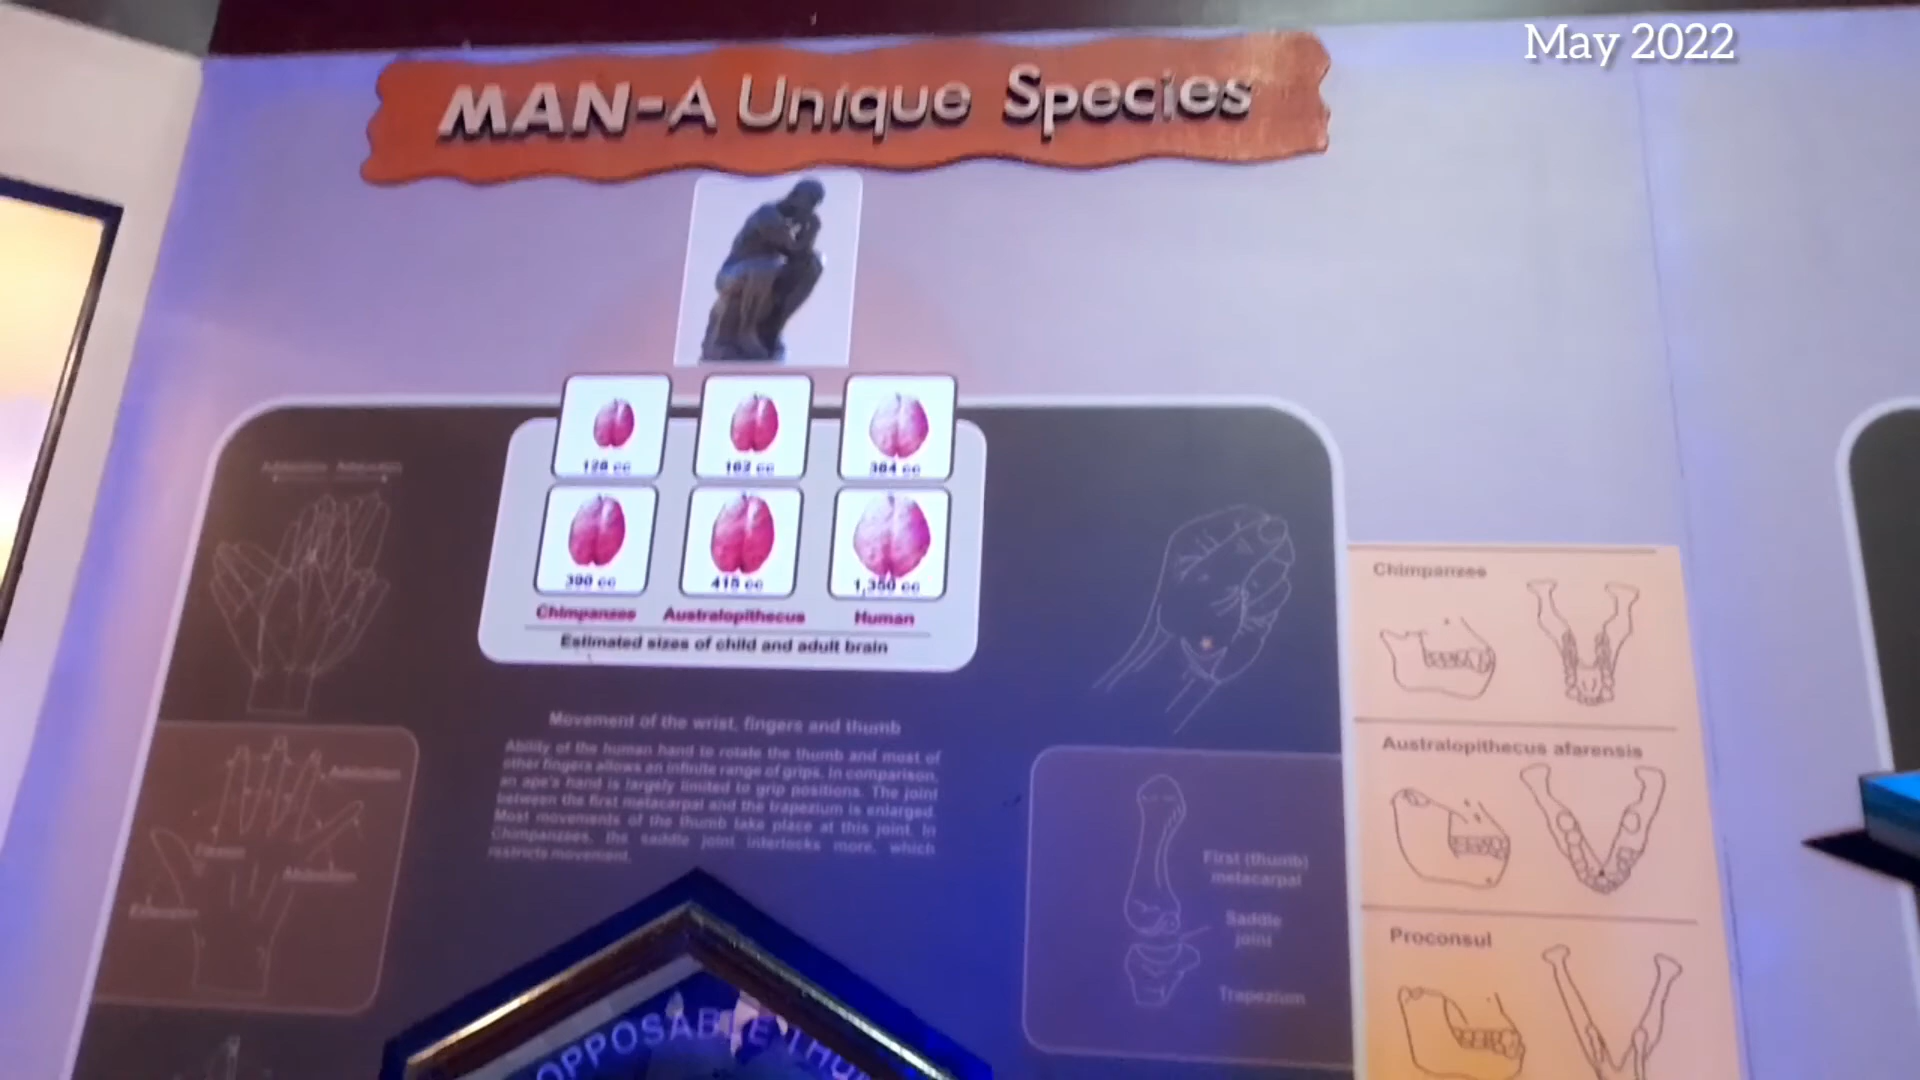 May 2022
MAN-A Unique Species
128 cc
162 cc
384 cc
390 cc
415 cc
1,350 cc
Chimpanzee
Australopithecus
Human
Estimated sizes of child and adult brain
Movement of the wrist, fingers and thumb
Ability of the human hand to rotate the thumb and most of
other fingers allows an infinite range of grips. In comparison,
an ape's hand is largely limited to grip positions. The joint
between the first metacarpal and the trapezium is enlarged.
Most movements of the thumb take place at this joint. In
Chimpanzees, the saddle joint interlocks more, which
restricts movement.
Adduction
Abduction
Extension
First (thumb)
metacarpal
Saddle
joint
Trapezium
OPPOSABLE
Chimpanzee
Australopithecus afarensis
Proconsul